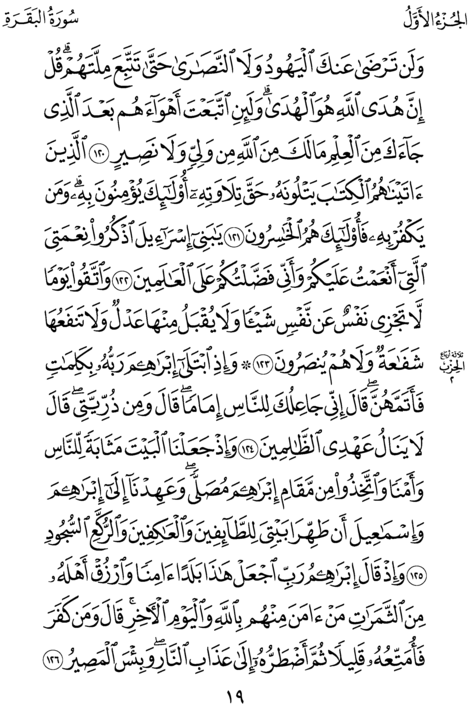 الجُزْءُ الأَوَّلُ
سُورَةُ البَقَرَةِ
وَلَن تَرْضَىٰ عَنكَ ٱلْيَهُودُ وَلَا ٱلنَّصَٰرَىٰ حَتَّىٰ تَتَّبِعَ مِلَّتَهُمْ ۗ قُلْ
إِنَّ هُدَى ٱللَّهِ هُوَ ٱلْهُدَىٰ ۗ وَلَئِنِ ٱتَّبَعْتَ أَهْوَآءَهُم بَعْدَ ٱلَّذِى
جَآءَكَ مِنَ ٱلْعِلْمِ مَا لَكَ مِنَ ٱللَّهِ مِن وَلِىٍّ وَلَا نَصِيرٍ ١٢٠ ٱلَّذِينَ
ءَاتَيْنَٰهُمُ ٱلْكِتَٰبَ يَتْلُونَهُۥ حَقَّ تِلَاوَتِهِۦٓ أُو۟لَٰٓئِكَ يُؤْمِنُونَ بِهِۦ ۗ وَمَن
يَكْفُرْ بِهِۦ فَأُو۟لَٰٓئِكَ هُمُ ٱلْخَٰسِرُونَ ١٢١ يَٰبَنِىٓ إِسْرَٰٓءِيلَ ٱذْكُرُوا۟ نِعْمَتِىَ
ٱلَّتِىٓ أَنْعَمْتُ عَلَيْكُمْ وَأَنِّى فَضَّلْتُكُمْ عَلَى ٱلْعَٰلَمِينَ ١٢٢ وَٱتَّقُوا۟ يَوْمًا
لَّا تَجْزِى نَفْسٌ عَن نَّفْسٍ شَيْـًٔا وَلَا يُقْبَلُ مِنْهَا عَدْلٌ وَلَا تَنفَعُهَا
شَفَٰعَةٌ وَلَا هُمْ يُنصَرُونَ ١٢٣ ۞ وَإِذِ ٱبْتَلَىٰٓ إِبْرَٰهِـۧمَ رَبُّهُۥ بِكَلِمَٰتٍ
ثلاثة أرباع
الحزب
٢
فَأَتَمَّهُنَّ ۖ قَالَ إِنِّى جَاعِلُكَ لِلنَّاسِ إِمَامًا ۖ قَالَ وَمِن ذُرِّيَّتِى ۖ قَالَ
لَا يَنَالُ عَهْدِى ٱلظَّٰلِمِينَ ١٢٤ وَإِذْ جَعَلْنَا ٱلْبَيْتَ مَثَابَةً لِّلنَّاسِ
وَأَمْنًا وَٱتَّخِذُوا۟ مِن مَّقَامِ إِبْرَٰهِـۧمَ مُصَلًّى ۖ وَعَهِدْنَآ إِلَىٰٓ إِبْرَٰهِـۧمَ
وَإِسْمَٰعِيلَ أَن طَهِّرَا بَيْتِىَ لِلطَّآئِفِينَ وَٱلْعَٰكِفِينَ وَٱلرُّكَّعِ ٱلسُّجُودِ
١٢٥ وَإِذْ قَالَ إِبْرَٰهِـۧمُ رَبِّ ٱجْعَلْ هَٰذَا بَلَدًا ءَامِنًا وَٱرْزُقْ أَهْلَهُۥ
مِنَ ٱلثَّمَرَٰتِ مَنْ ءَامَنَ مِنْهُم بِٱللَّهِ وَٱلْيَوْمِ ٱلْءَاخِرِ ۖ قَالَ وَمَن كَفَرَ
فَأُمَتِّعُهُۥ قَلِيلًا ثُمَّ أَضْطَرُّهُۥٓ إِلَىٰ عَذَابِ ٱلنَّارِ ۖ وَبِئْسَ ٱلْمَصِيرُ ١٢٦
١٩